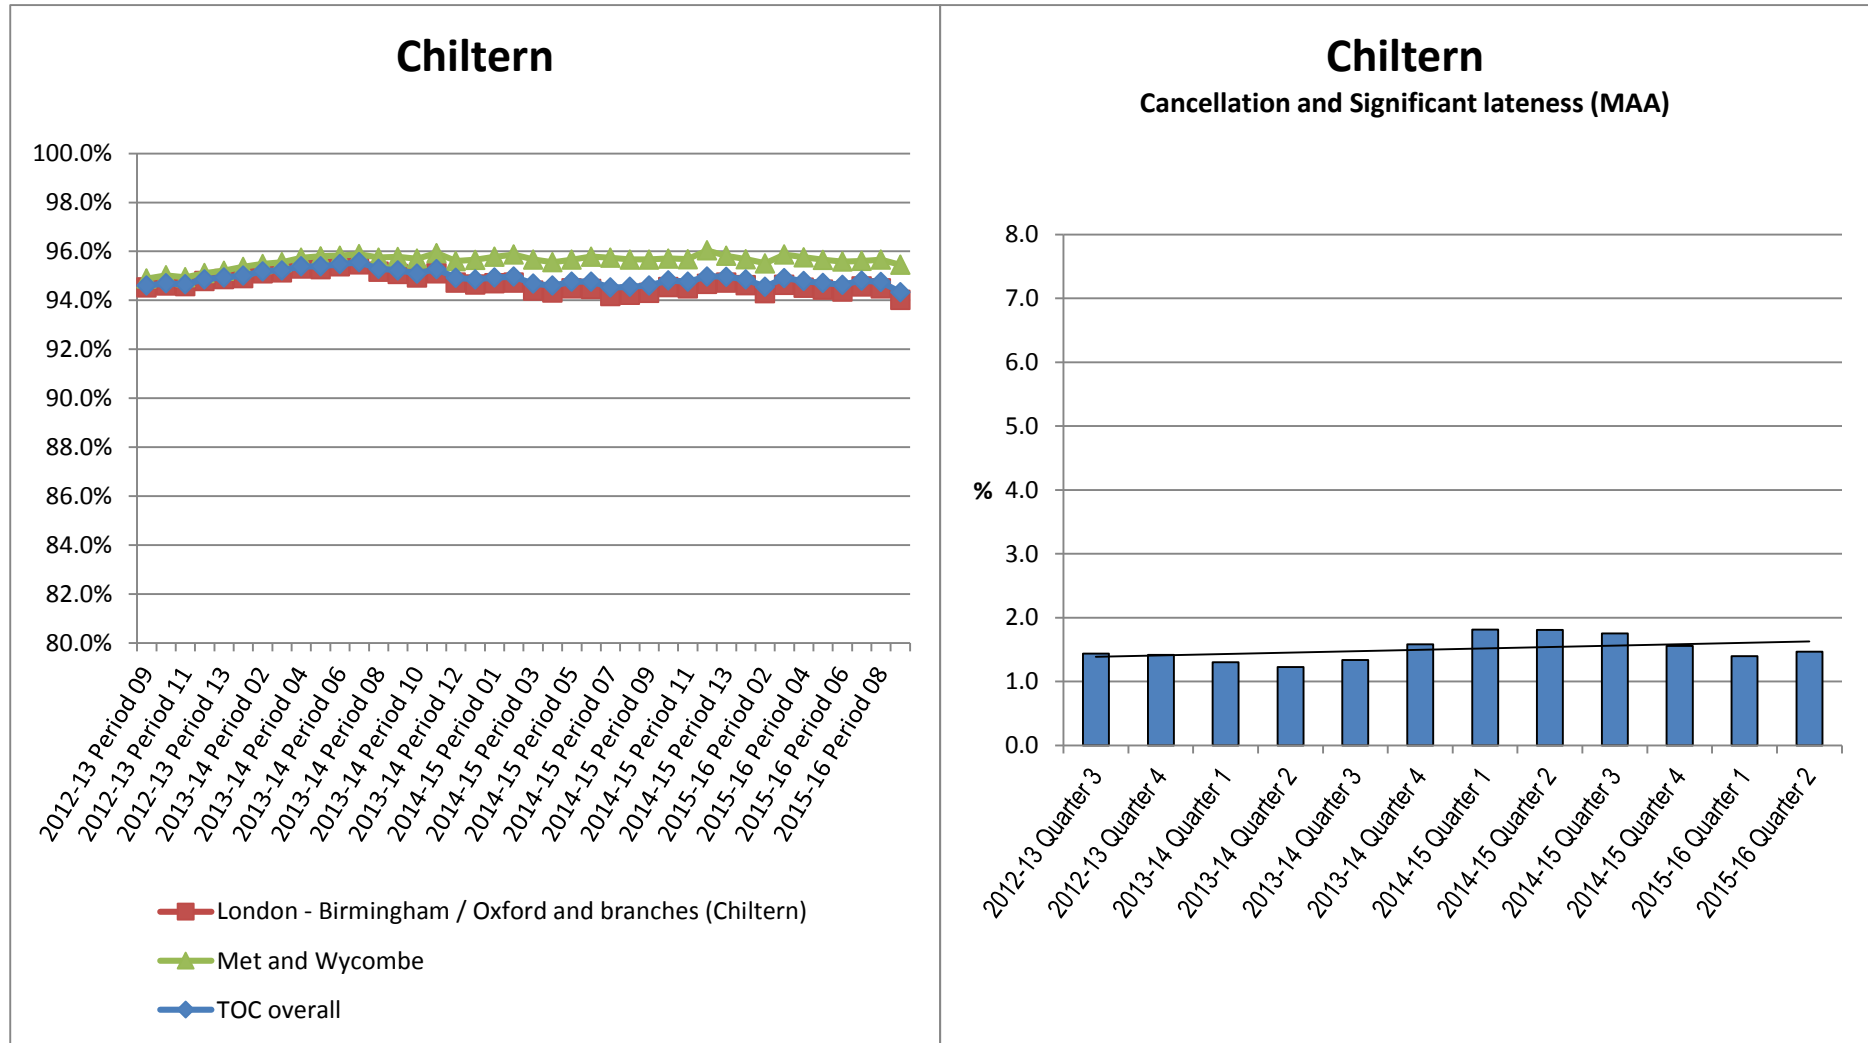 Chiltern
100.0%
98.0%
96.0%
94.0%
92.0%
90.0%
88.0%
86.0%
84.0%
82.0%
80.0%
2012-13 Period 09
2012-13 Period 11
2012-13 Period 13
2013-14 Period 02
2013-14 Period 04
2013-14 Period 06
2013-14 Period 08
2013-14 Period 10
2013-14 Period 12
2014-15 Period 01
2014-15 Period 03
2014-15 Period 05
2014-15 Period 07
2014-15 Period 09
2014-15 Period 11
2014-15 Period 13
2015-16 Period 02
2015-16 Period 04
2015-16 Period 06
2015-16 Period 08
London - Birmingham / Oxford and branches (Chiltern)
Met and Wycombe
TOC overall
Chiltern
Cancellation and Significant lateness (MAA)
8.0
7.0
6.0
5.0
%
4.0
3.0
2.0
1.0
0.0
2012-13 Quarter 3
2012-13 Quarter 4
2013-14 Quarter 1
2013-14 Quarter 2
2013-14 Quarter 3
2013-14 Quarter 4
2014-15 Quarter 1
2014-15 Quarter 2
2014-15 Quarter 3
2014-15 Quarter 4
2015-16 Quarter 1
2015-16 Quarter 2